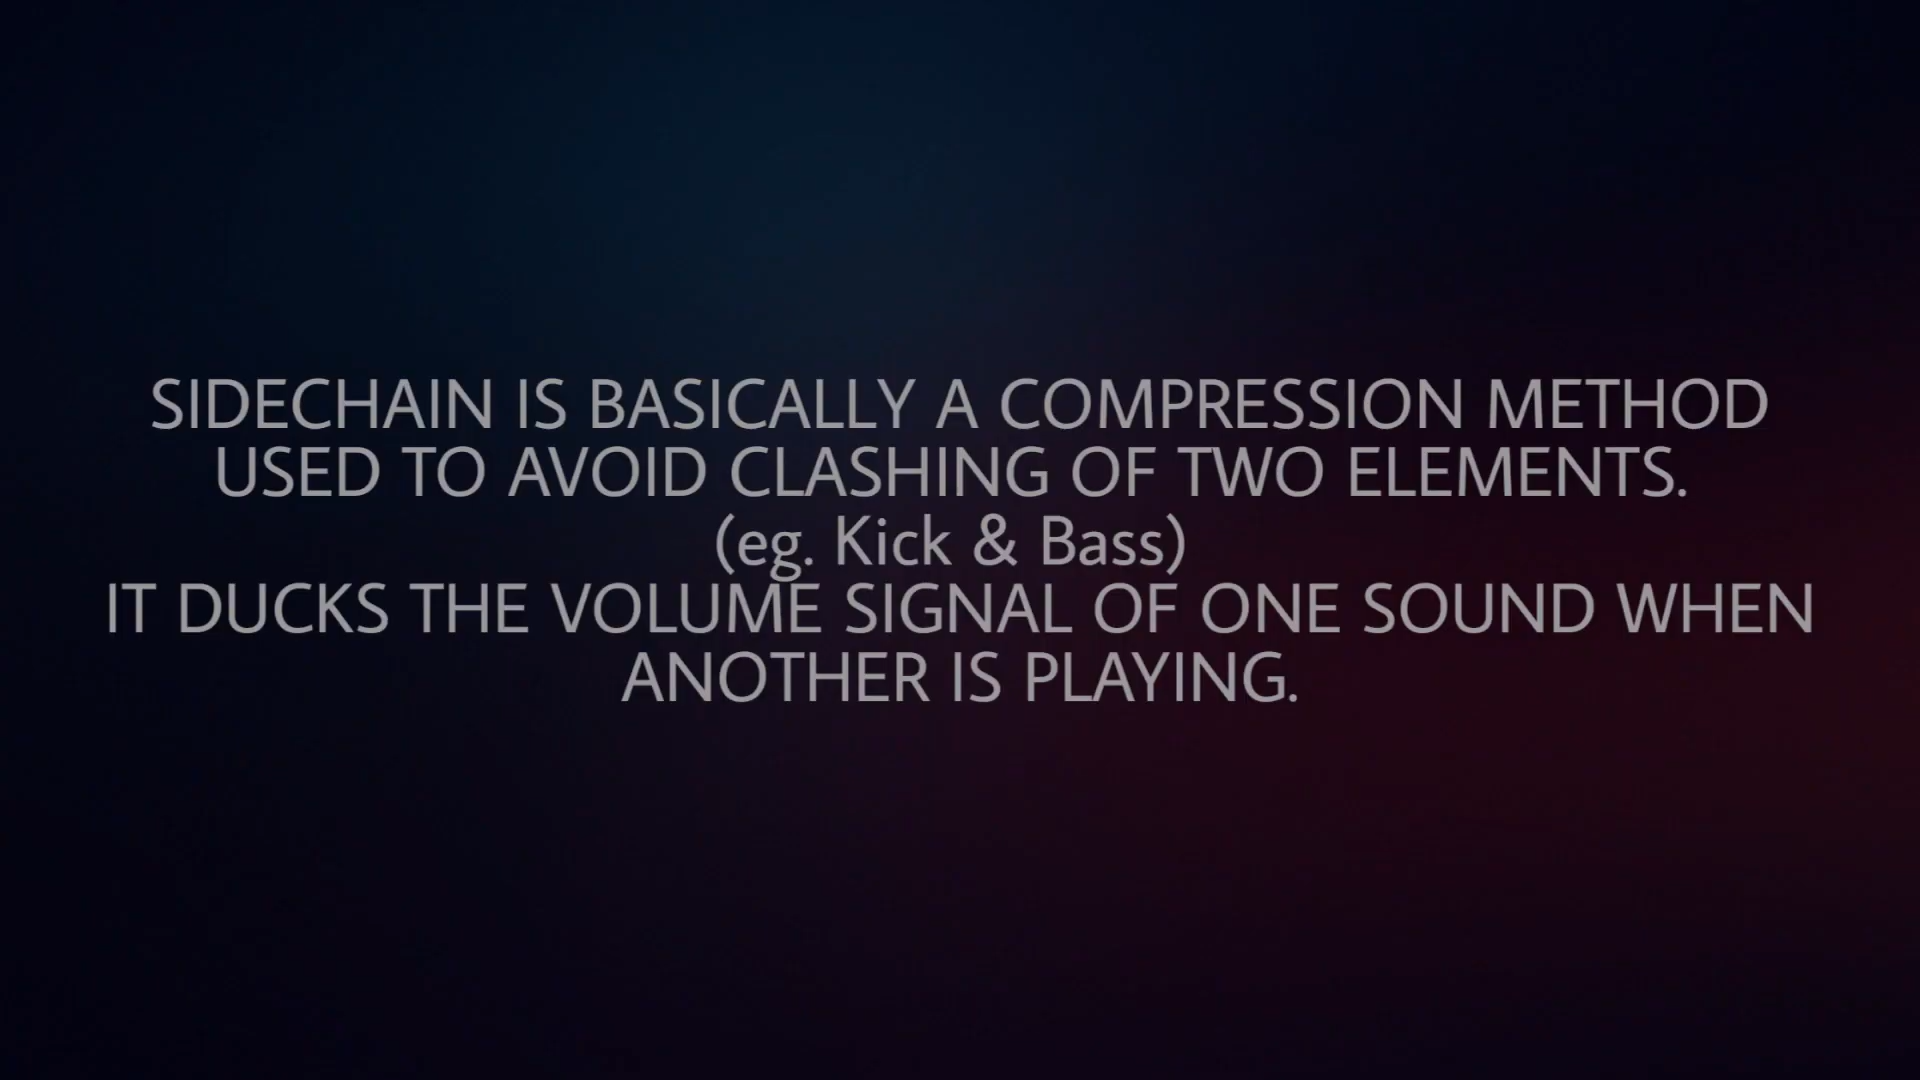 SIDECHAIN IS BASICALLY A COMPRESSION METHOD
USED TO AVOID CLASHING OF TWO ELEMENTS.
(eg. Kick & Bass)
IT DUCKS THE VOLUME SIGNAL OF ONE SOUND WHEN
ANOTHER IS PLAYING.